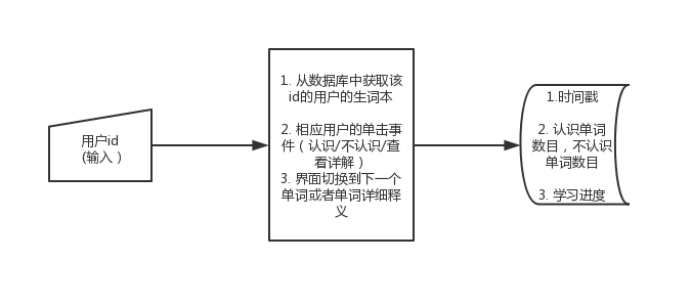 用户id
(输入）
1. 从数据库中获取该
id的用户的生词本
2. 相应用户的单击事
件（认识/不认识/查
看详解）
3. 界面切换到下一个
单词或者单词详细释
义
1.时间戳
2. 认识单词
数目，不认识
单词数目
3. 学习进度